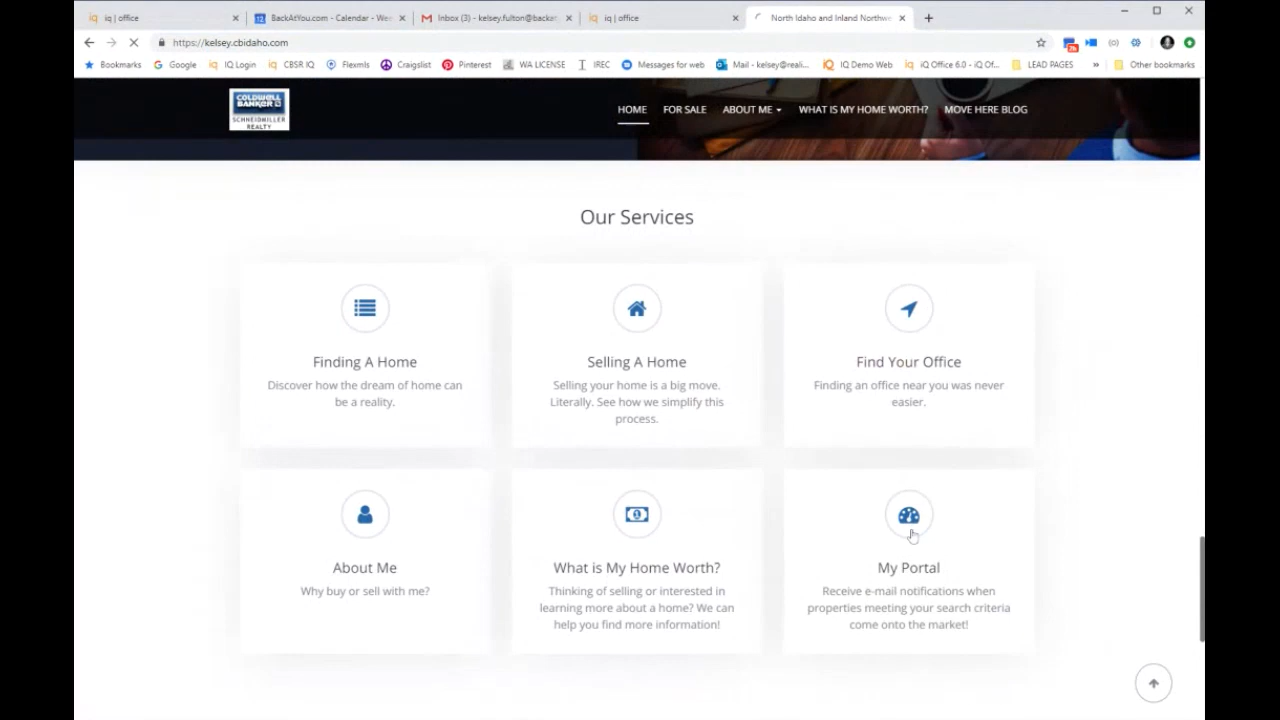 iq | office
BackAtYou.com - Calendar - Wee
Inbox (3) - kelsey.fulton@backat
iq | office
North Idaho and Inland Northwe
https://kelsey.cbidaho.com
Bookmarks
Google
IQ Login
CBSR IQ
Flexmls
Craigslist
Pinterest
WA LICENSE
IREC
Messages for web
Mail - kelsey@reali...
IQ Demo Web
iQ Office 6.0 - iQ Of...
LEAD PAGES
»
Other bookmarks
COLDWELL
BANKER
SCHNEIDMILLER
REALTY
HOME
FOR SALE
ABOUT ME
WHAT IS MY HOME WORTH?
MOVE HERE BLOG
Our Services
Finding A Home
Discover how the dream of home can
be a reality.
Selling A Home
Selling your home is a big move.
Literally. See how we simplify this
process.
Find Your Office
Finding an office near you was never
easier.
About Me
Why buy or sell with me?
What is My Home Worth?
Thinking of selling or interested in
learning more about a home? We can
help you find more information!
My Portal
Receive e-mail notifications when
properties meeting your search criteria
come onto the market!